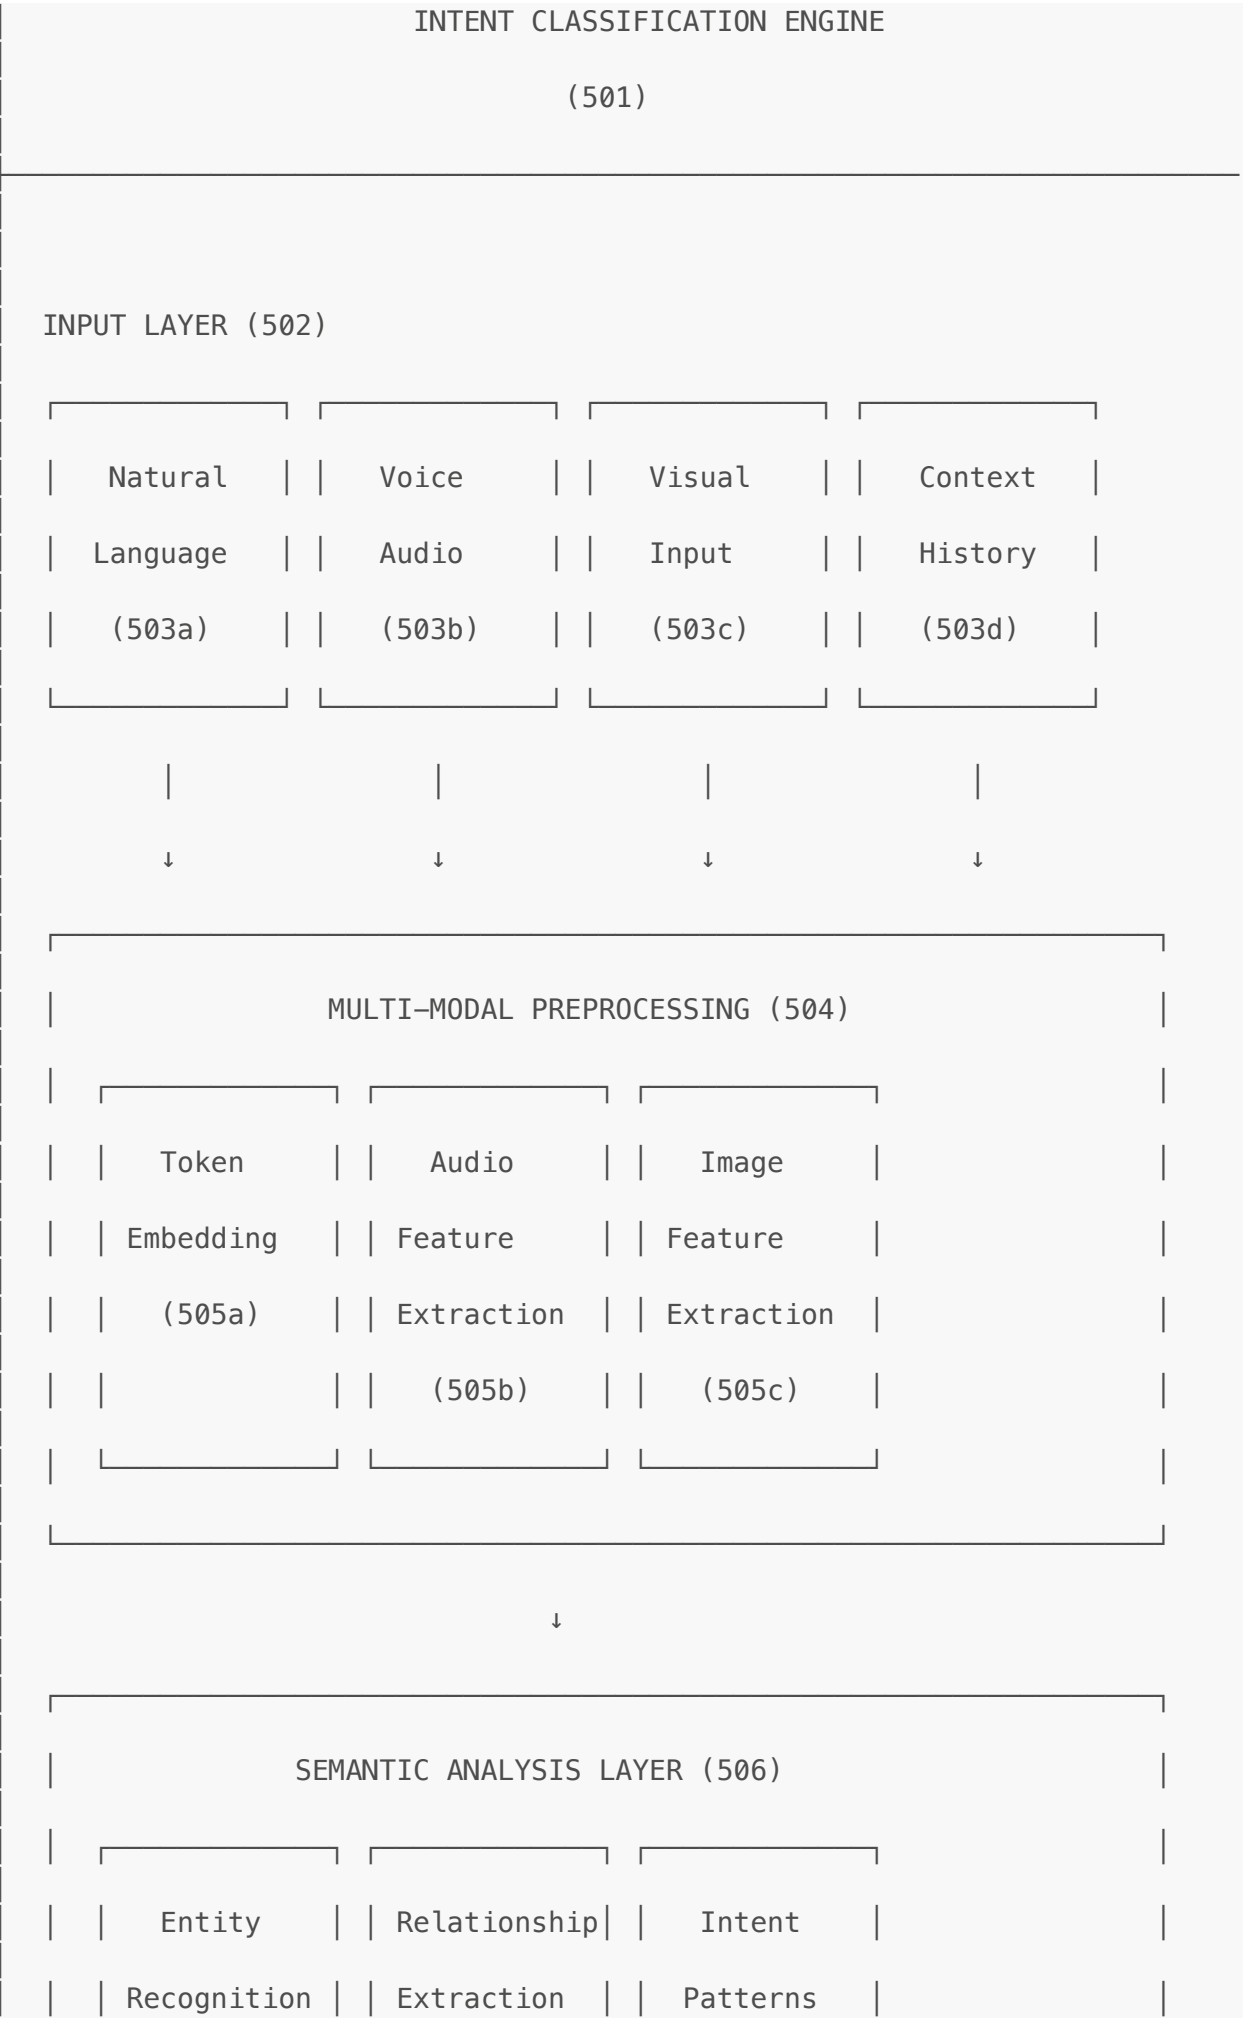 INTENT CLASSIFICATION ENGINE
(501)
INPUT LAYER (502)
Natural Voice Visual Context
Language Audio Input History
(503a) (503b) (503c) (503d)
↓ ↓ ↓ ↓
MULTI-MODAL PREPROCESSING (504)
Token Audio Image
Embedding Feature Feature
(505a) Extraction Extraction
(505b) (505c)
↓
SEMANTIC ANALYSIS LAYER (506)
Entity Relationship Intent
Recognition Extraction Patterns